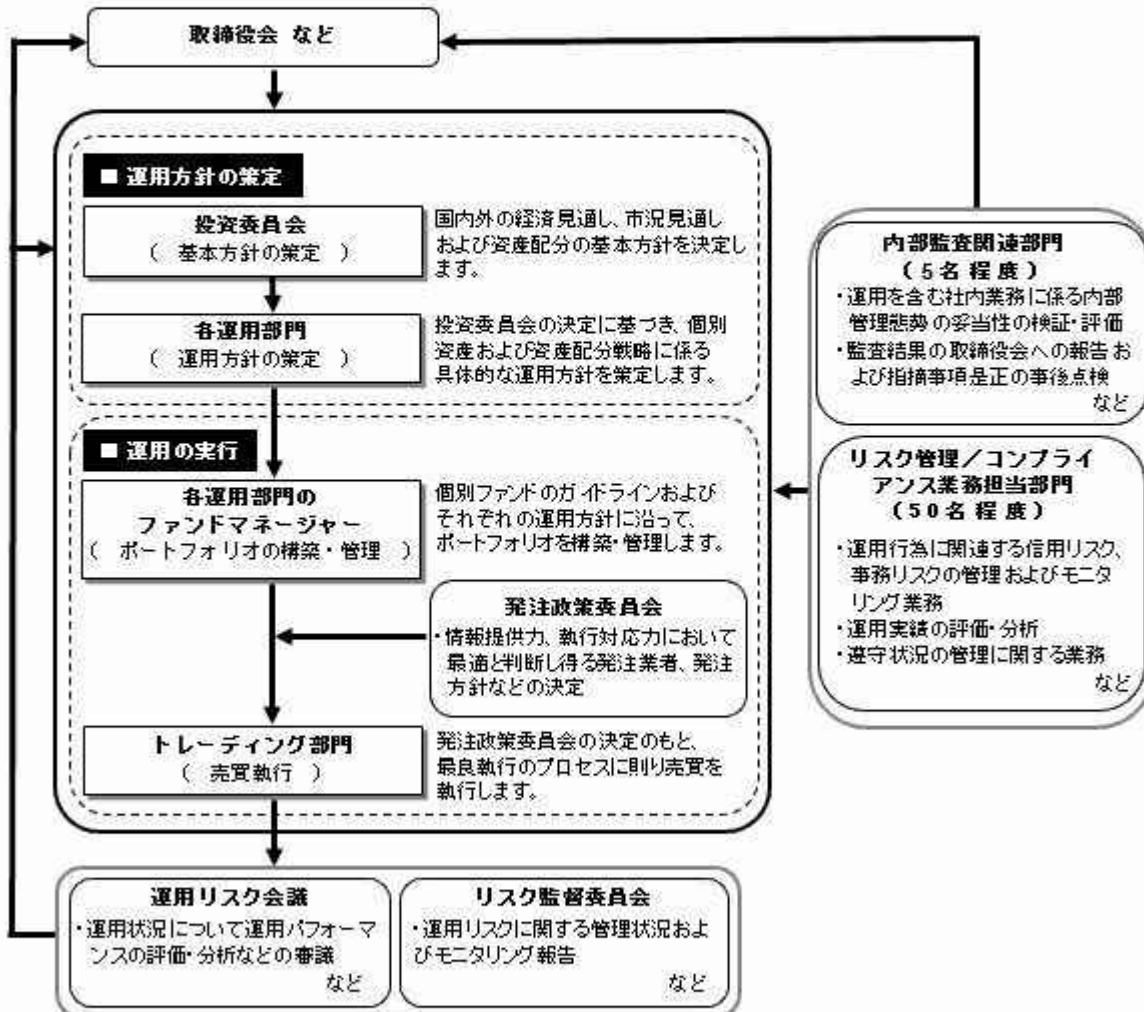 取締役会 など
■ 運用方針の策定
投資委員会
（ 基本方針の策定 ）
国内外の経済見通し、市況見通し
および資産配分の基本方針を決定し
ます。
各運用部門
（ 運用方針の策定 ）
投資委員会の決定に基づき、個別
資産および資産配分戦略に係る
具体的な運用方針を策定します。
■ 運用の実行
各運用部門の
ファンドマネージャー
（ ポートフォリオの構築・管理 ）
個別ファンドのガイドラインおよび
それぞれの運用方針に沿って、
ポートフォリオを構築・管理します。
発注政策委員会
・情報提供力、執行対応力において
最適と判断し得る発注業者、発注
方針などの決定
トレーディング部門
（ 売買執行 ）
発注政策委員会の決定のもと、
最良執行のプロセスに則り売買を
執行します。
運用リスク会議
・運用状況について運用パフォーマ
ンスの評価・分析などの審議
など
リスク監督委員会
・運用リスクに関する管理状況およ
びモニタリング報告
など
内部監査関連部門
（5名程度）
・運用を含む社内業務に係る内部
管理態勢の妥当性の検証・評価
・監査結果の取締役会への報告お
よび指摘事項是正の事後点検
など
リスク管理／コンプライ
アンス業務担当部門
（50名程度）
・運用行為に関連する信用リスク、
事務リスクの管理およびモニタ
リング業務
・運用実績の評価・分析
・遵守状況の管理に関する業務
など